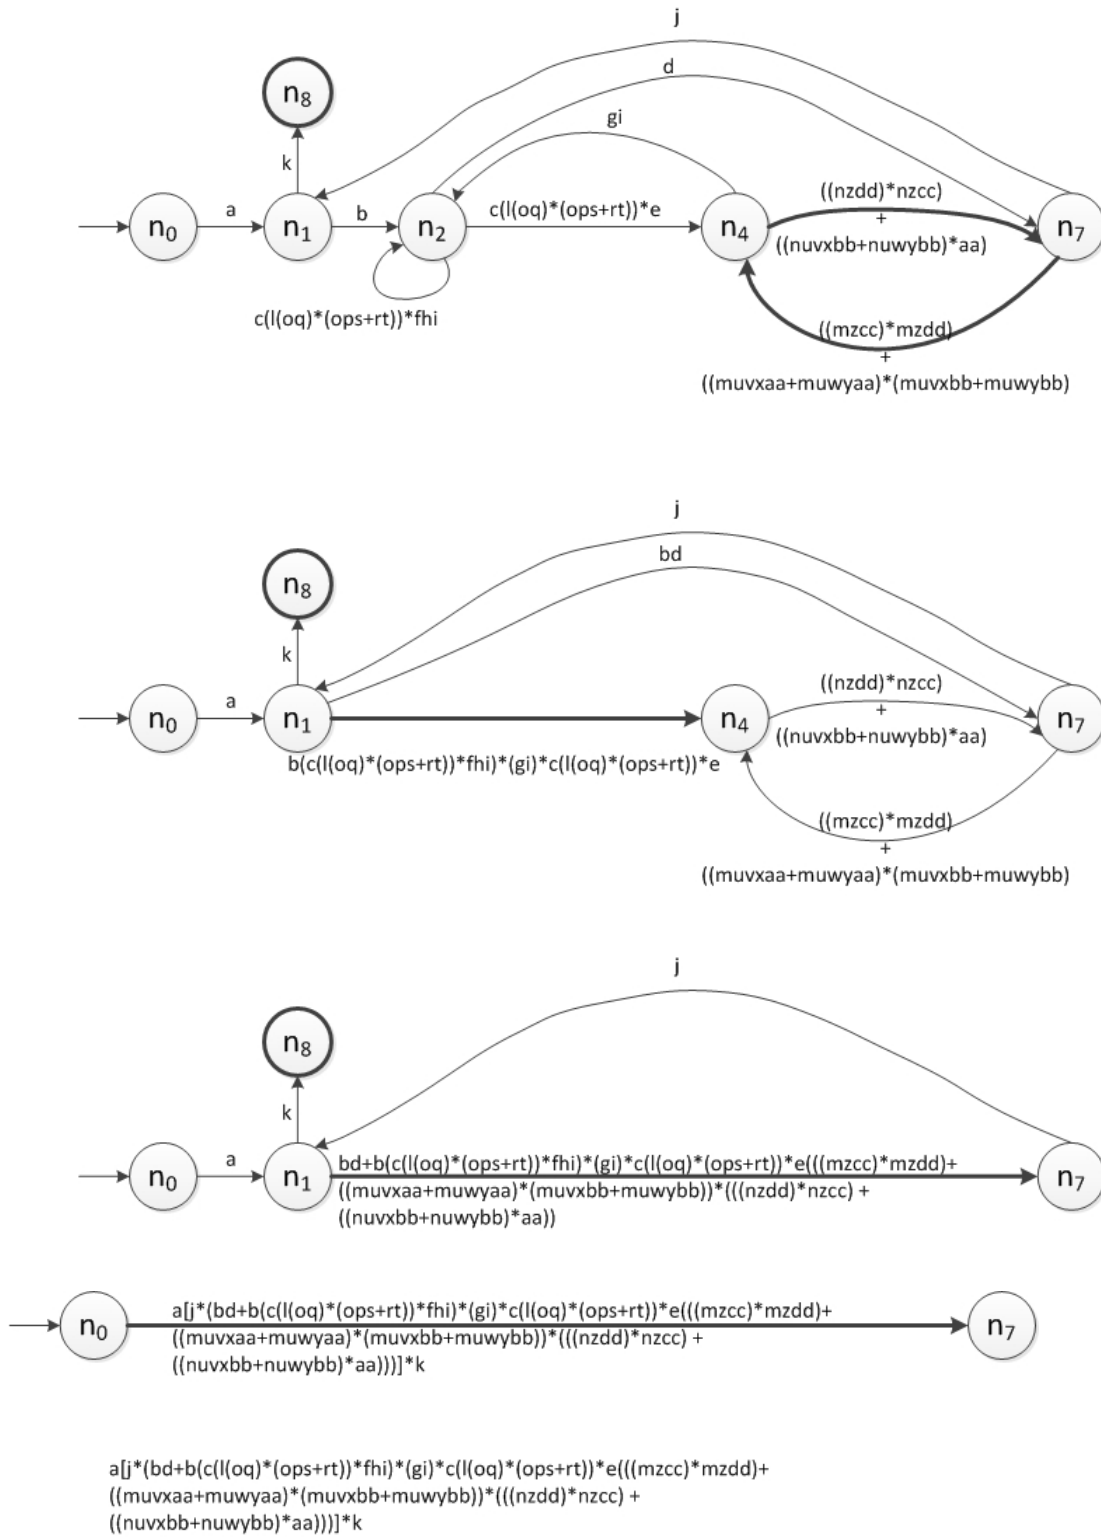 j
d
n8
gi
k
((nzdd)*nzcc)
a
b
c(l(oq)*(ops+rt))*e
+
n0
n1
n2
n4
n7
((nuvxbb+nuwybb)*aa)
c(l(oq)*(ops+rt))*fhi
((mzcc)*mzdd)
+
((muvxaa+muwyaa)*(muvxbb+muwybb)
j
bd
n8
k
((nzdd)*nzcc)
a
+
n0
n1
n4
n7
((nuvxbb+nuwybb)*aa)
b(c(l(oq)*(ops+rt))*fhi)*(gi)*c(l(oq)*(ops+rt))*e
((mzcc)*mzdd)
+
((muvxaa+muwyaa)*(muvxbb+muwybb)
j
n8
k
a
n0
n1
n7
bd+b(c(l(oq)*(ops+rt))*fhi)*(gi)*c(l(oq)*(ops+rt))*e(((mzcc)*mzdd)+
((muvxaa+muwyaa)*(muvxbb+muwybb))*(((nzdd)*nzcc) +
((nuvxbb+nuwybb)*aa))
n0
n7
a[j*(bd+b(c(l(oq)*(ops+rt))*fhi)*(gi)*c(l(oq)*(ops+rt))*e(((mzcc)*mzdd)+
((muvxaa+muwyaa)*(muvxbb+muwybb))*(((nzdd)*nzcc) +
((nuvxbb+nuwybb)*aa)))]*k
a[j*(bd+b(c(l(oq)*(ops+rt))*fhi)*(gi)*c(l(oq)*(ops+rt))*e(((mzcc)*mzdd)+
((muvxaa+muwyaa)*(muvxbb+muwybb))*(((nzdd)*nzcc) +
((nuvxbb+nuwybb)*aa)))]*k